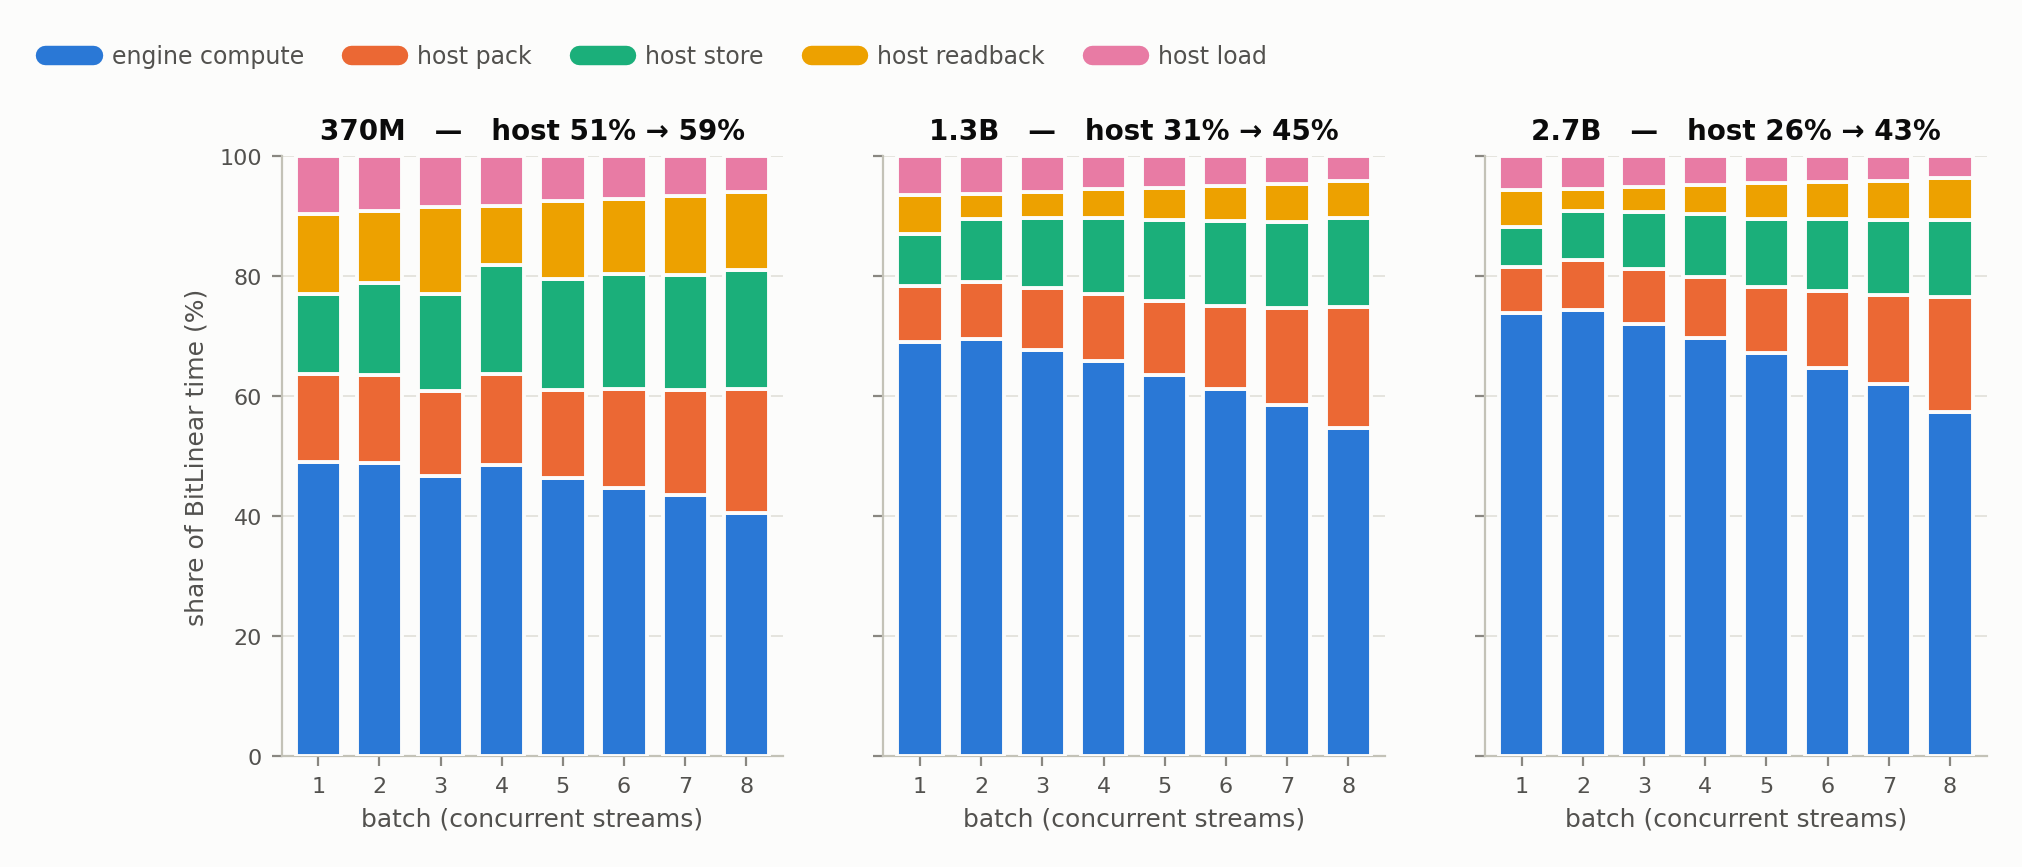 engine compute host pack host store host readback host load
370M — host 51% → 59%
1.3B — host 31% → 45%
2.7B — host 26% → 43%
share of BitLinear time (%)
100
80
60
40
20
0
1 2 3 4 5 6 7 8
1 2 3 4 5 6 7 8
1 2 3 4 5 6 7 8
batch (concurrent streams)
batch (concurrent streams)
batch (concurrent streams)